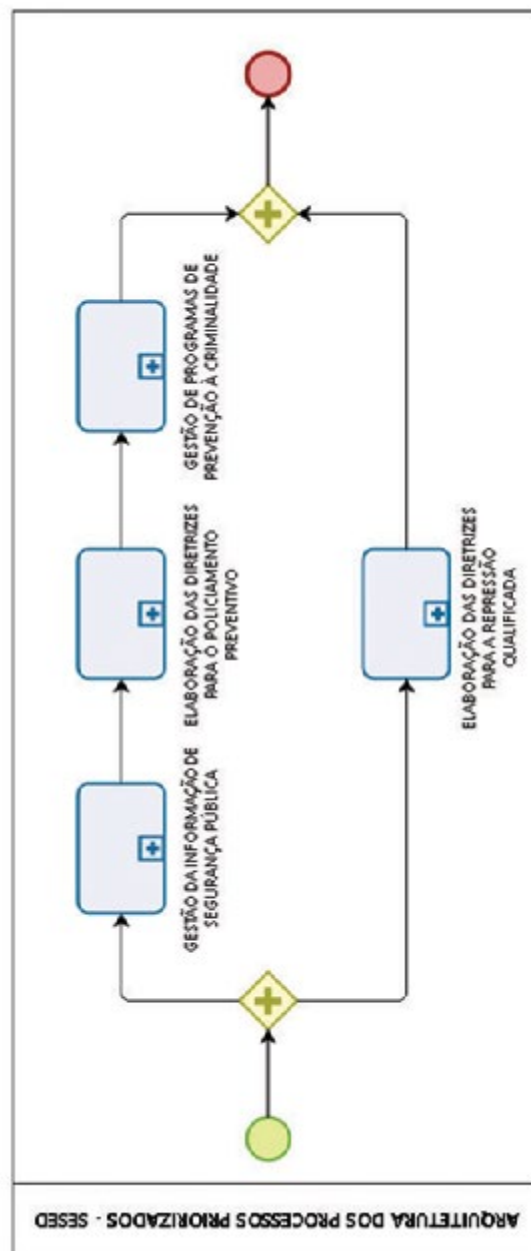 ARQUITETURA DOS PROCESSOS PRIORIZADOS - SESED
GESTÃO DA INFORMAÇÃO DE
SEGURANÇA PÚBLICA
ELABORAÇÃO DAS DIRETRIZES
PARA O POLICIAMENTO
PREVENTIVO
GESTÃO DE PROGRAMAS DE
PREVENÇÃO À CRIMINALIDADE
ELABORAÇÃO DAS DIRETRIZES
PARA A REPRESSÃO
QUALIFICADA